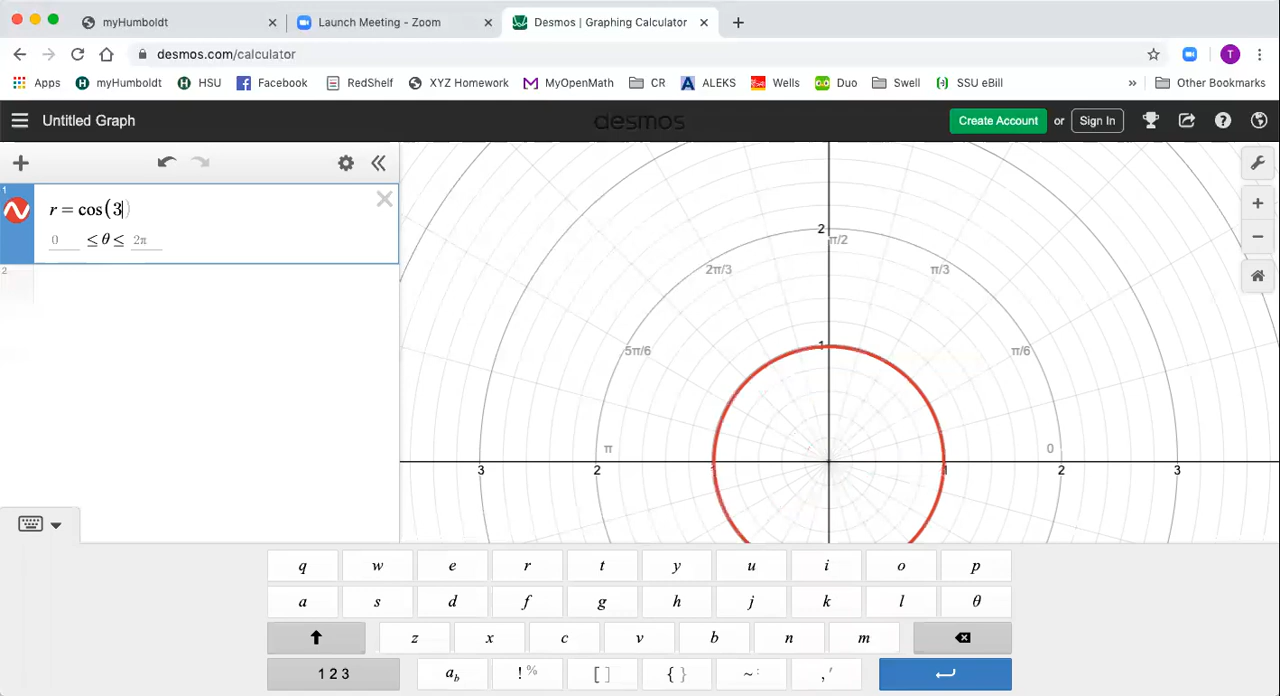 myHumboldt
Launch Meeting - Zoom
Desmos | Graphing Calculator
desmos.com/calculator
T
Apps
H myHumboldt
H HSU
Facebook
RedShelf
XYZ Homework
MyOpenMath
CR
A ALEKS
Wells
Duo
Swell
SSU eBill
»
Other Bookmarks
Untitled Graph
desmos
Create Account or Sign In
1
r = cos(3)
0 ≤ θ ≤ 2π
2
2
π/2
2π/3
π/3
5π/6
1
π/6
π
0
3
2
1
1
2
3
q w e r t y u i o p
a s d f g h j k l θ
z x c v b n m
1 2 3
a b
! %
[ ]
{ }
~ :
, '